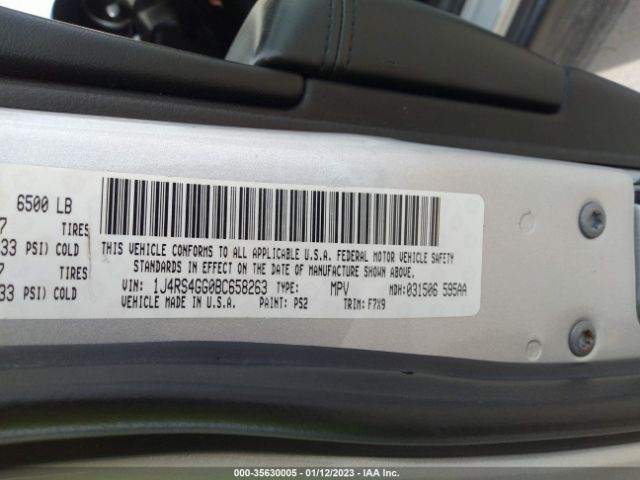 6500 LB
7 TIRES
33 PSI) COLD
7 TIRES
33 PSI) COLD
THIS VEHICLE CONFORMS TO ALL APPLICABLE U.S.A. FEDERAL MOTOR VEHICLE SAFETY
STANDARDS IN EFFECT ON THE DATE OF MANUFACTURE SHOWN ABOVE.
VIN: 1J4RS4GG0BC658263 TYPE: MPV MDH: 031506 595AA
VEHICLE MADE IN U.S.A. PAINT: PS2 TRIM: F7X9
000-35630005 - 01/12/2023 - IAA Inc.